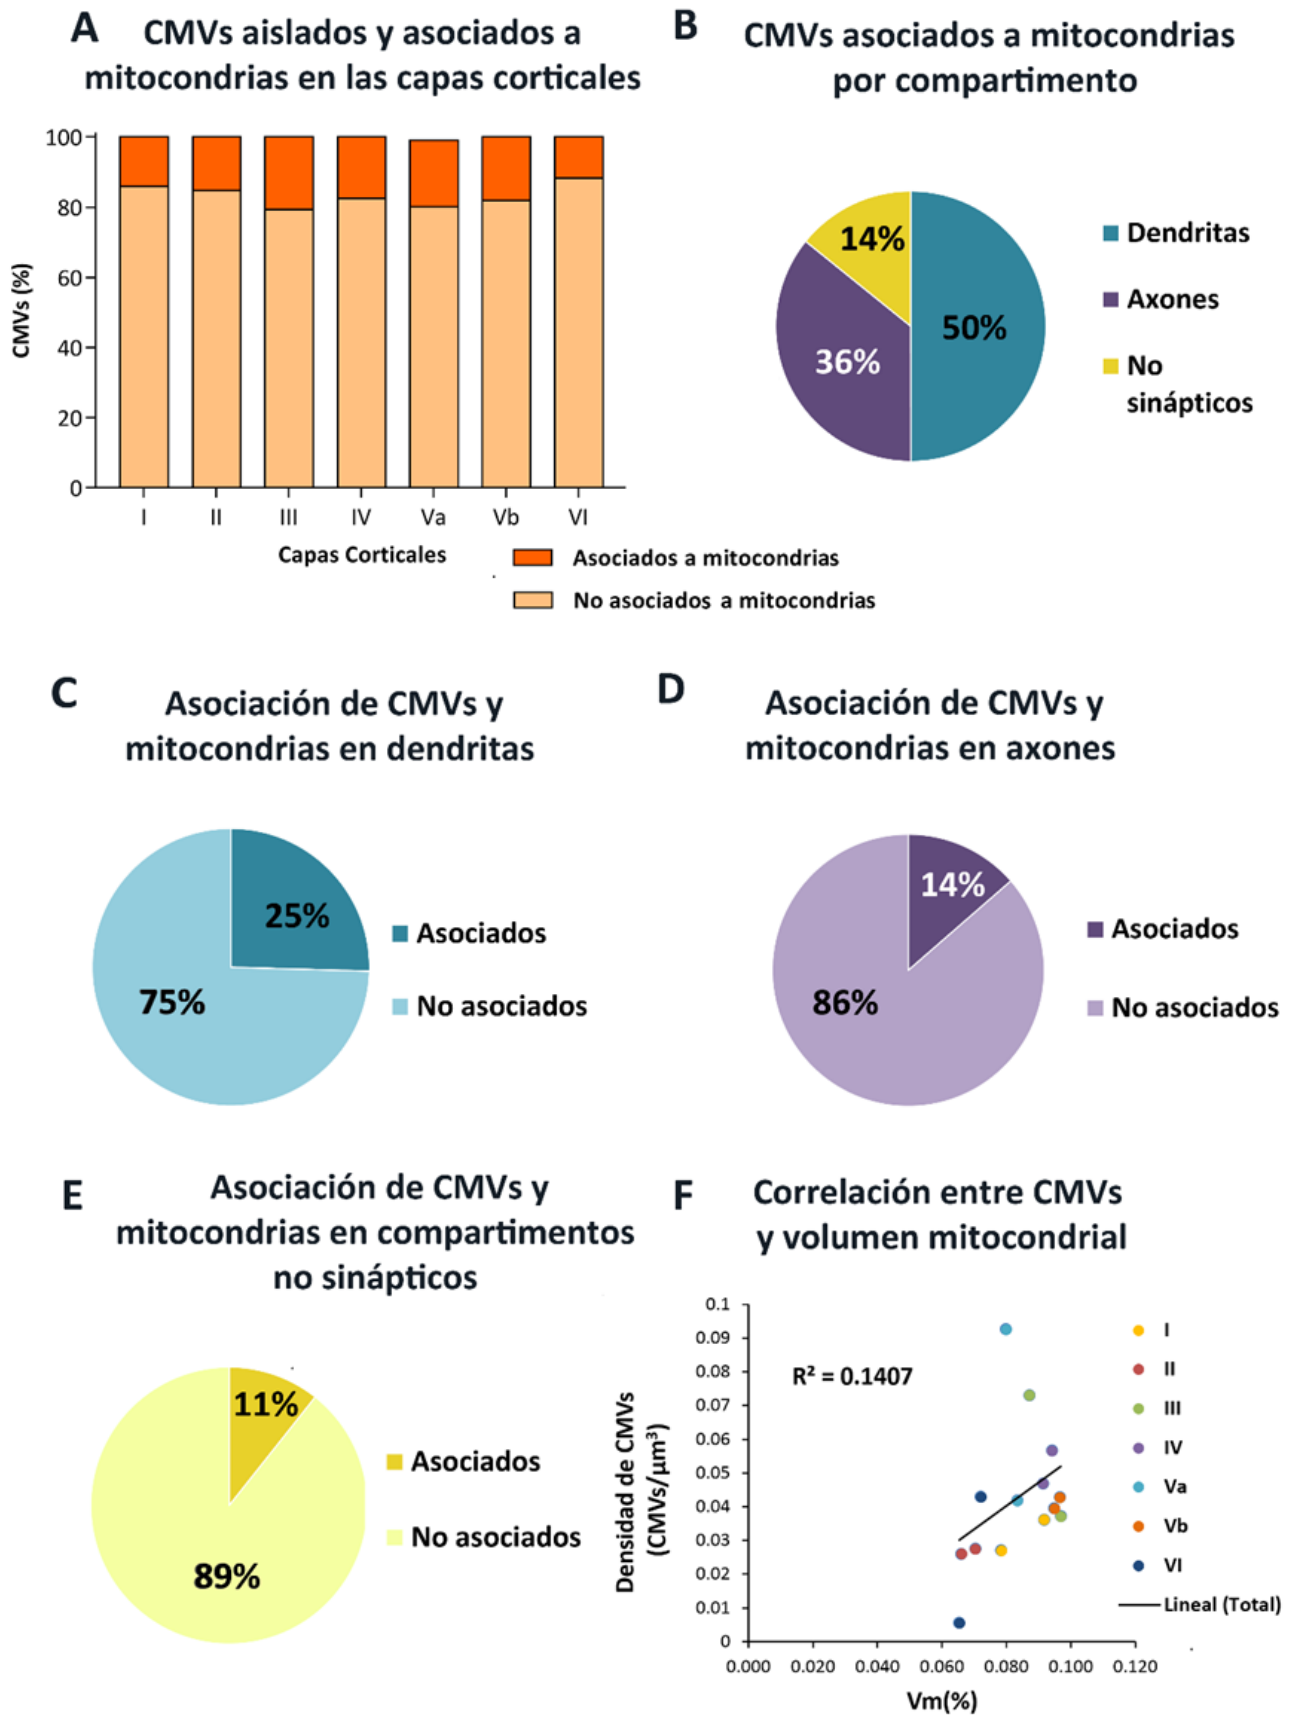 A
CMVs aislados y asociados a
mitocondrias en las capas corticales
100
80
60
40
20
0
CMVs (%)
I II III IV Va Vb VI
Capas Corticales
Asociados a mitocondrias
No asociados a mitocondrias
B
CMVs asociados a mitocondrias
por compartimento
14%
50%
36%
Dendritas
Axones
No
sinápticos
C
Asociación de CMVs y
mitocondrias en dendritas
25%
75%
Asociados
No asociados
D
Asociación de CMVs y
mitocondrias en axones
14%
86%
Asociados
No asociados
E
Asociación de CMVs y
mitocondrias en compartimentos
no sinápticos
11%
89%
Asociados
No asociados
F
Correlación entre CMVs
y volumen mitocondrial
0.1
0.09
0.08
0.07
0.06
0.05
0.04
0.03
0.02
0.01
0
Densidad de CMVs
(CMVs/µm³)
R² = 0.1407
0.000 0.020 0.040 0.060 0.080 0.100 0.120
Vm(%)
I
II
III
IV
Va
Vb
VI
Lineal (Total)